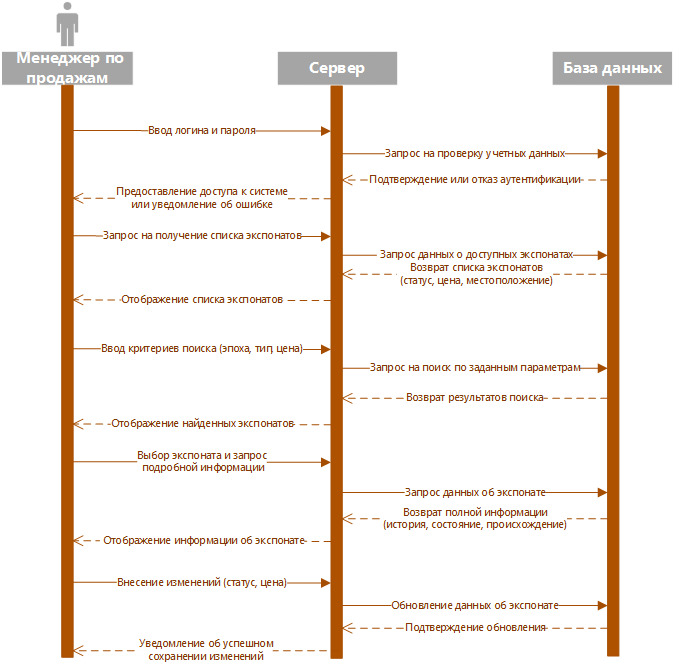 Менеджер по
продажам
Сервер
База данных
Ввод логина и пароля
Запрос на проверку учетных данных
Подтверждение или отказ аутентификации
Предоставление доступа к системе
или уведомление об ошибке
Запрос на получение списка экспонатов
Запрос данных о доступных экспонатах
Возврат списка экспонатов
(статус, цена, местоположение)
Отображение списка экспонатов
Ввод критериев поиска (эпоха, тип, цена)
Запрос на поиск по заданным параметрам
Возврат результатов поиска
Отображение найденных экспонатов
Выбор экспоната и запрос
подробной информации
Запрос данных об экспонате
Возврат полной информации
(история, состояние, происхождение)
Отображение информации об экспонате
Внесение изменений (статус, цена)
Обновление данных об экспонате
Подтверждение обновления
Уведомление об успешном
сохранении изменений